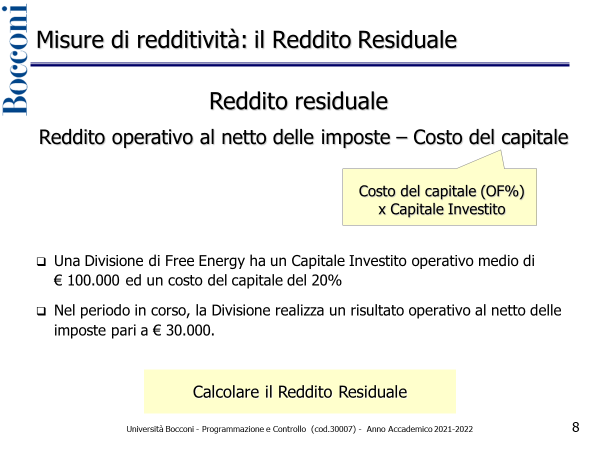 Bocconi
Misure di redditività: il Reddito Residuale
Reddito residuale
Reddito operativo al netto delle imposte – Costo del capitale
Costo del capitale (OF%)
x Capitale Investito
❑ Una Divisione di Free Energy ha un Capitale Investito operativo medio di
€ 100.000 ed un costo del capitale del 20%
❑ Nel periodo in corso, la Divisione realizza un risultato operativo al netto delle
imposte pari a € 30.000.
Calcolare il Reddito Residuale
Università Bocconi - Programmazione e Controllo (cod.30007) - Anno Accademico 2021-2022
8